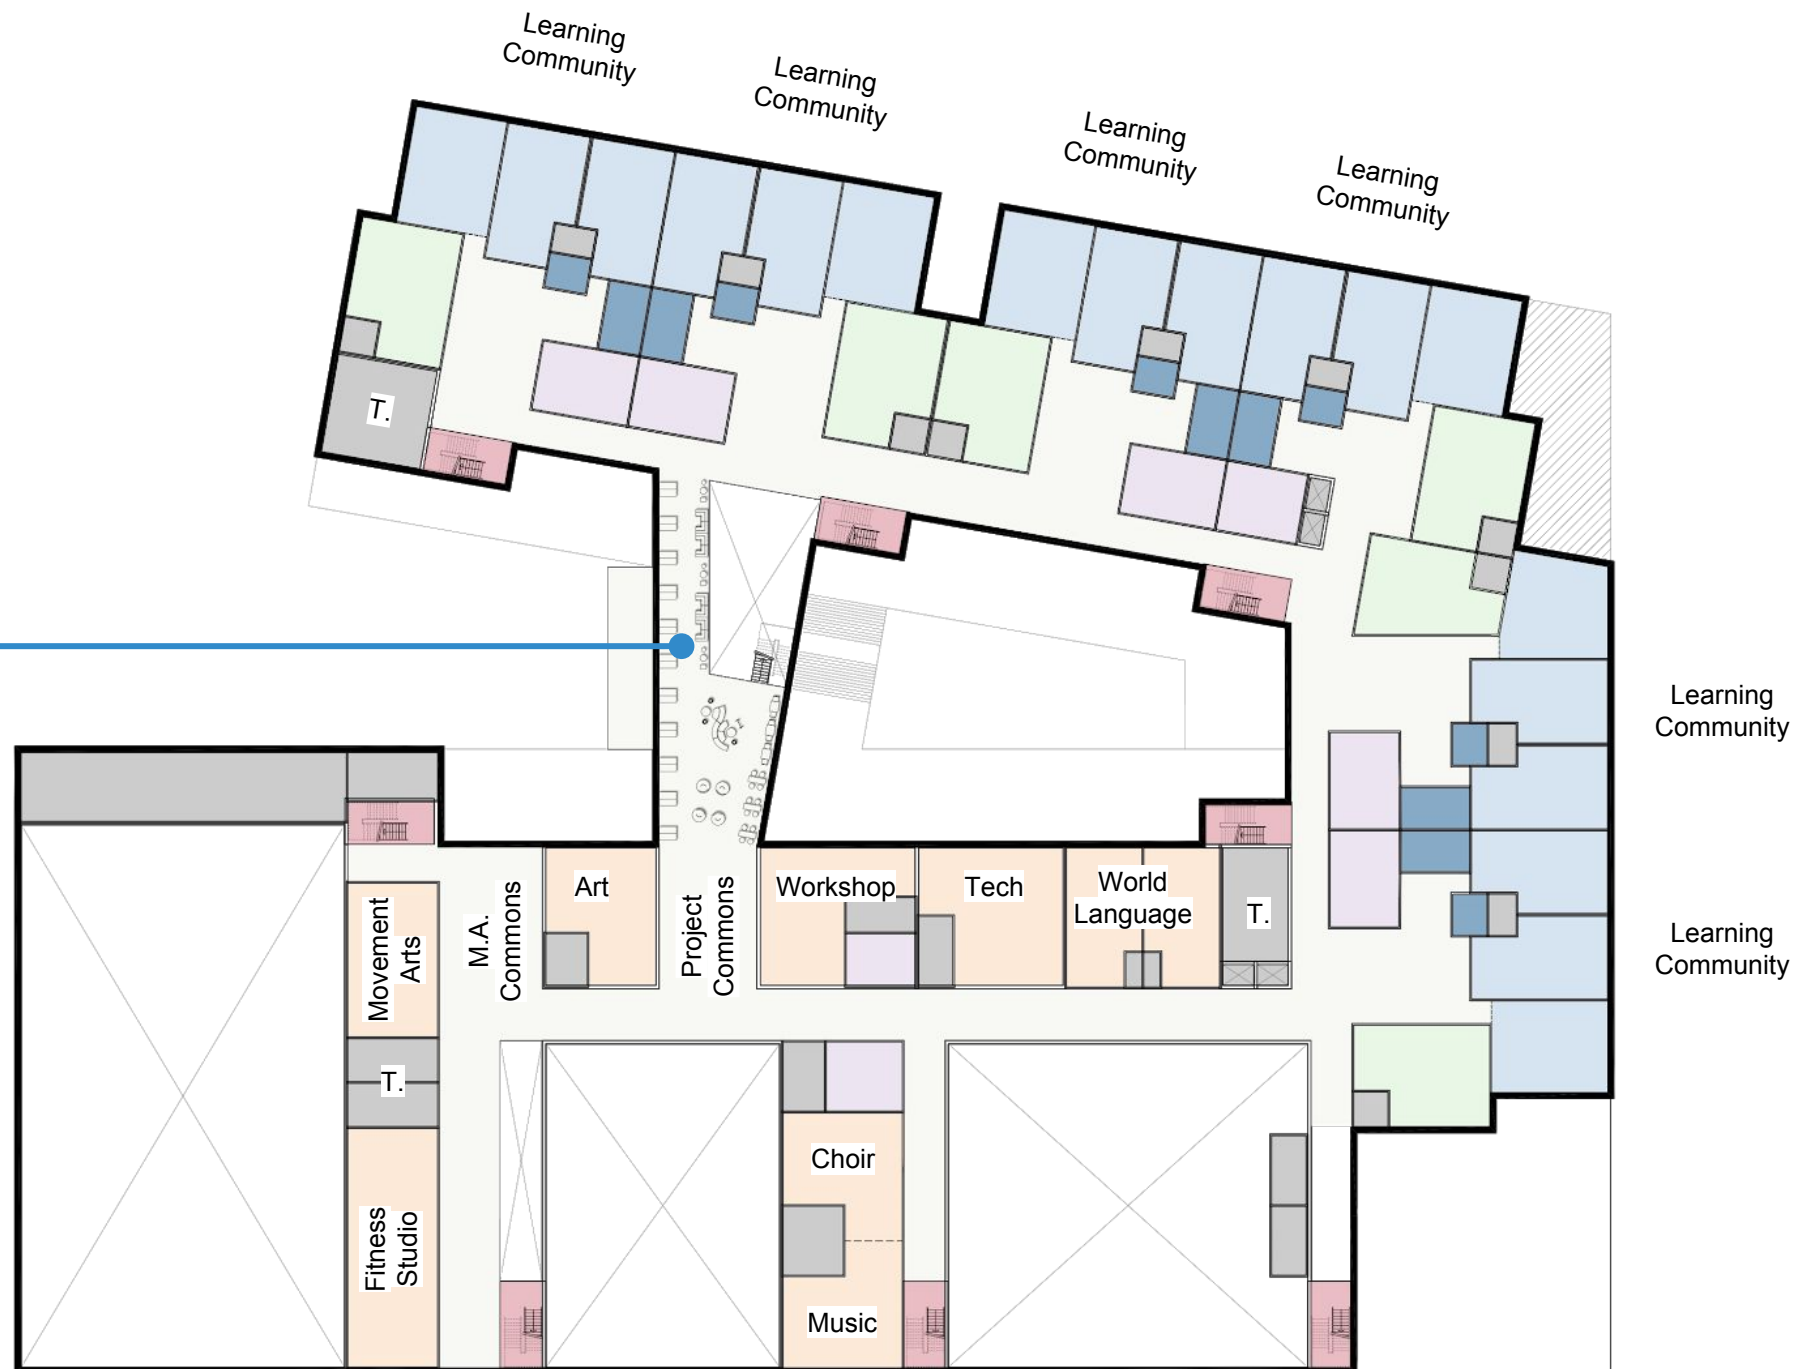 Learning
Community
Learning
Community
Learning
Community
Learning
Community
T.
Learning
Community
Learning
Community
Art
Workshop
Tech
World
Language
T.
Project
Commons
M.A.
Commons
Movement
Arts
T.
Fitness
Studio
Choir
Music